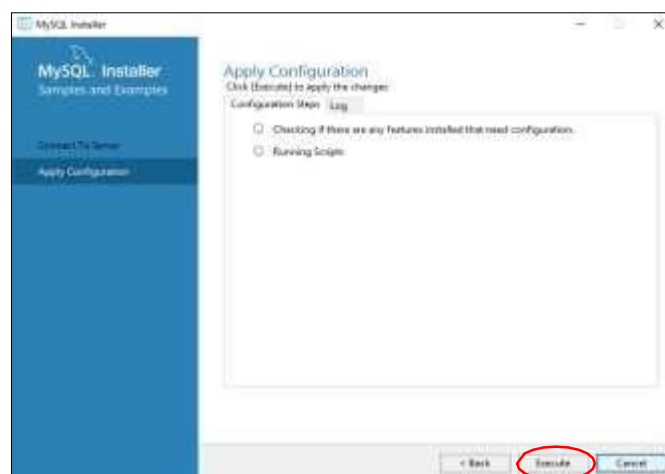 MySQL Installer
MySQL Installer
Samples and Examples
Connect To Server
Apply Configuration
Apply Configuration
Click [Execute] to apply the changes
Configuration Steps Log
Checking if there are any features installed that need configuration.
Running Scripts
< Back Execute Cancel